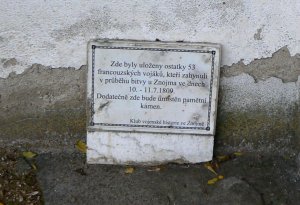 Zde byly uloženy ostatky 53
francouzských vojáků, kteří zahynuli
v průběhu bitvy u Znojma ve dnech
10. - 11.7.1809.
Dodatečně zde bude umístěn pamětní
kámen.
Klub vojenské historie ve Znojmě